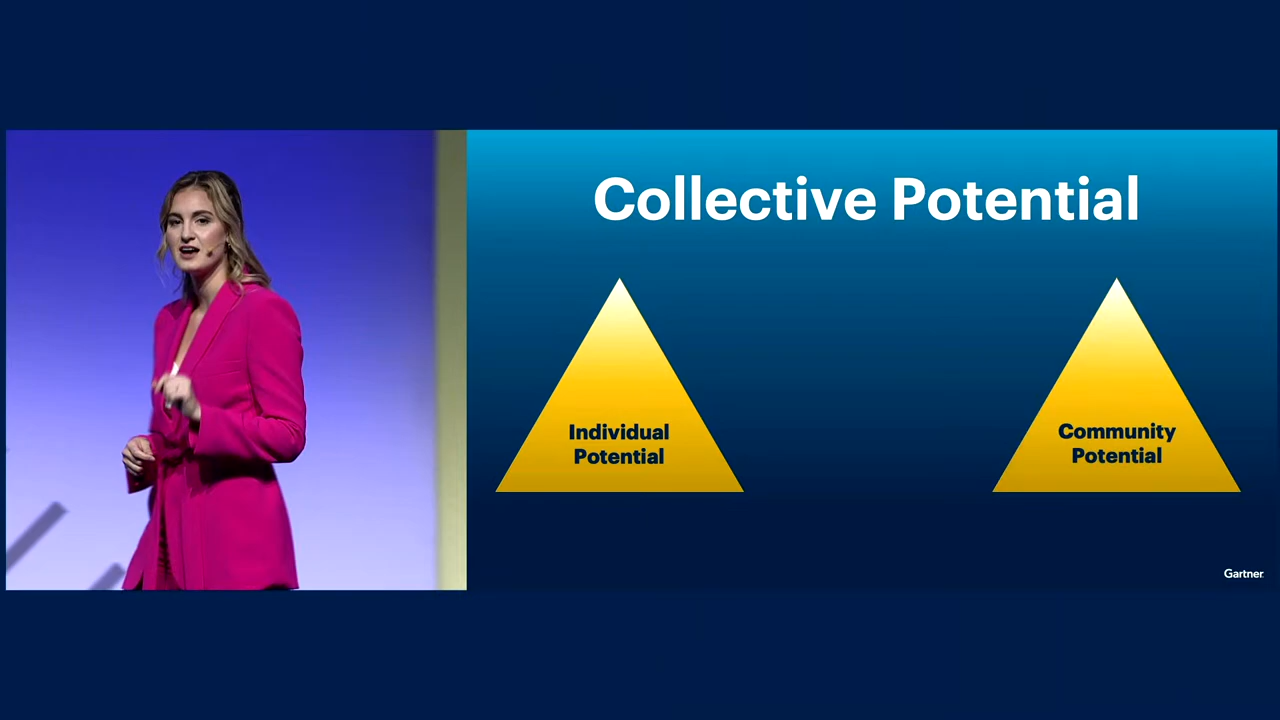 Collective Potential
Individual
Potential
Community
Potential
Gartner